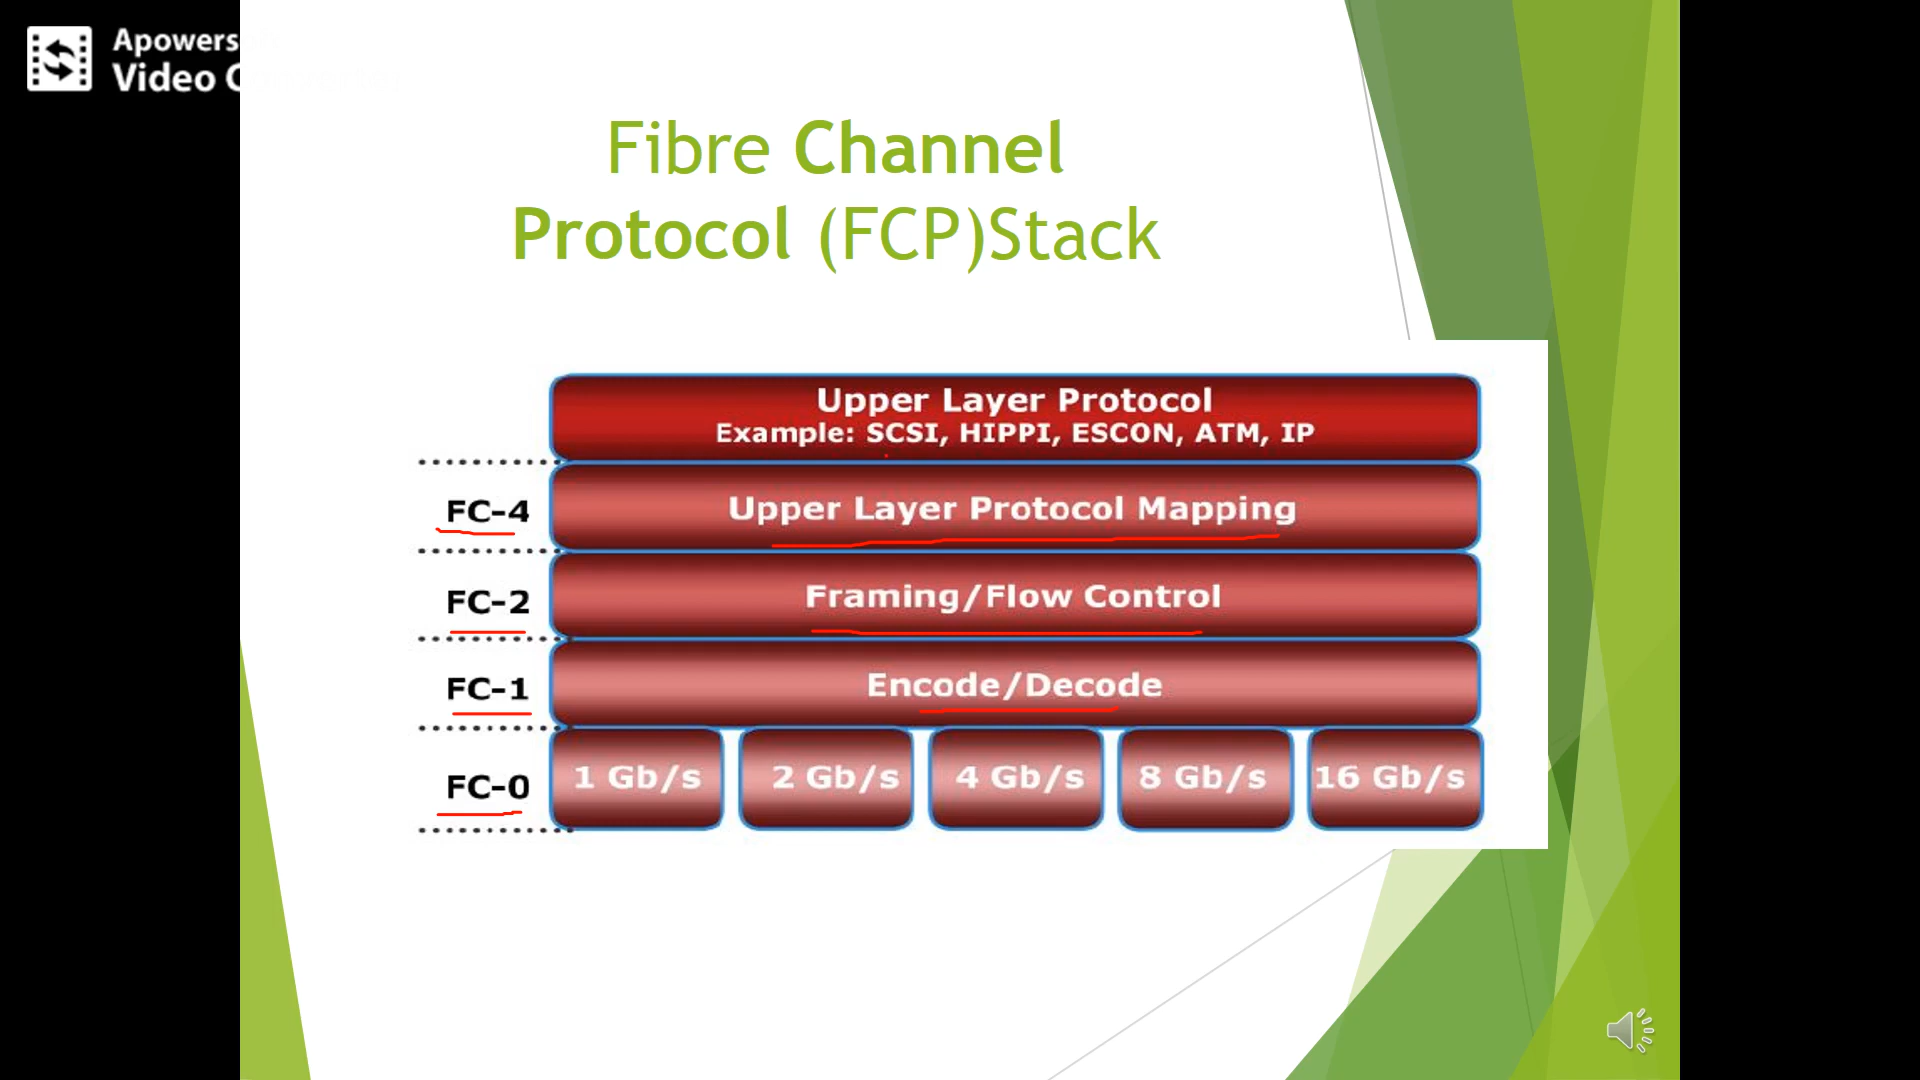 Apowers
Video C
Fibre Channel
Protocol (FCP)Stack
Upper Layer Protocol
Example: SCSI, HIPPI, ESCON, ATM, IP
FC-4
Upper Layer Protocol Mapping
FC-2
Framing/Flow Control
FC-1
Encode/Decode
FC-0
1 Gb/s
2 Gb/s
4 Gb/s
8 Gb/s
16 Gb/s